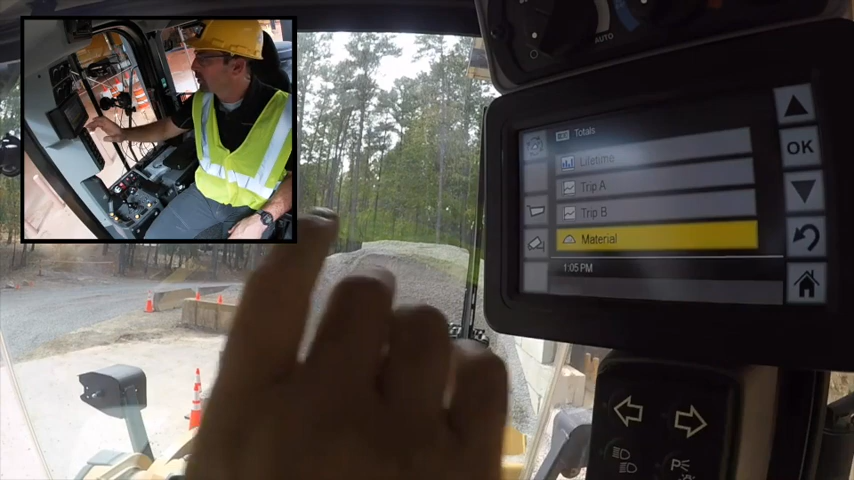 AUTO
Totals
Lifetime
Trip A
Trip B
Material
1:05 PM
OK